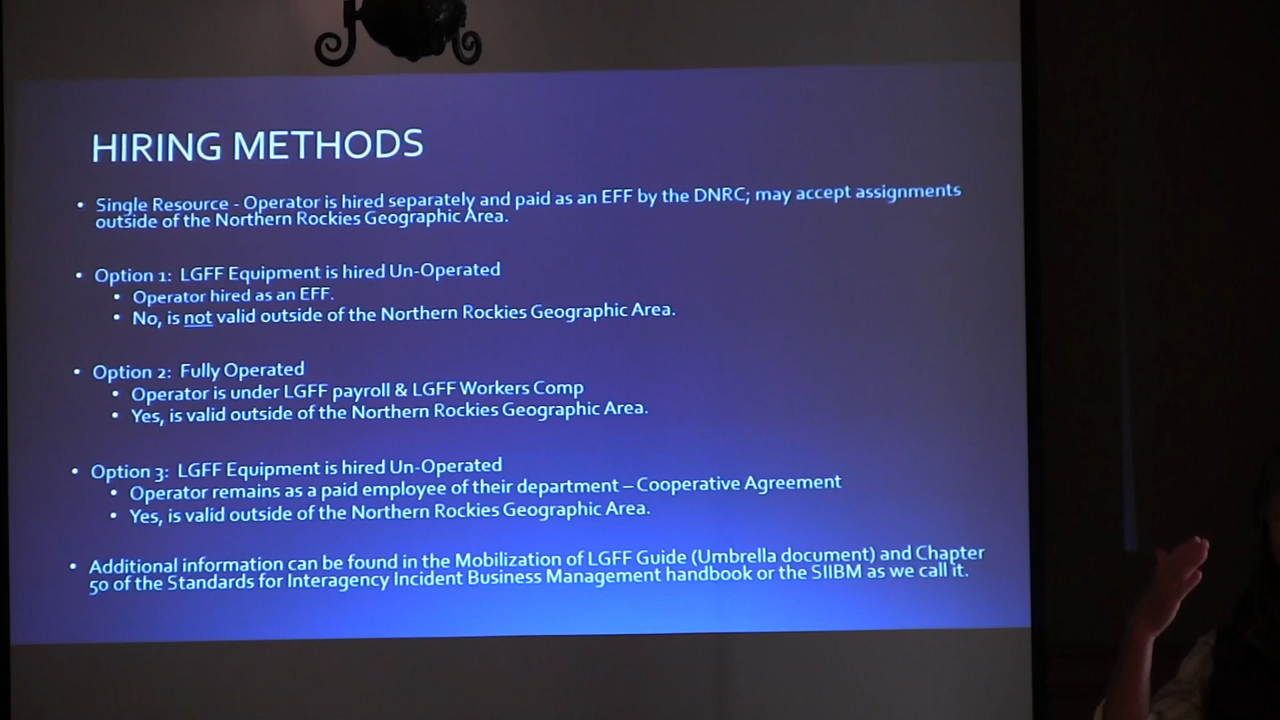 HIRING METHODS
• Single Resource - Operator is hired separately and paid as an EFF by the DNRC; may accept assignments
outside of the Northern Rockies Geographic Area.
• Option 1: LGFF Equipment is hired Un-Operated
• Operator hired as an EFF.
• No, is not valid outside of the Northern Rockies Geographic Area.
• Option 2: Fully Operated
• Operator is under LGFF payroll & LGFF Workers Comp
• Yes, is valid outside of the Northern Rockies Geographic Area.
• Option 3: LGFF Equipment is hired Un-Operated
• Operator remains as a paid employee of their department – Cooperative Agreement
• Yes, is valid outside of the Northern Rockies Geographic Area.
• Additional information can be found in the Mobilization of LGFF Guide (Umbrella document) and Chapter
50 of the Standards for Interagency Incident Business Management handbook or the SIIBM as we call it.